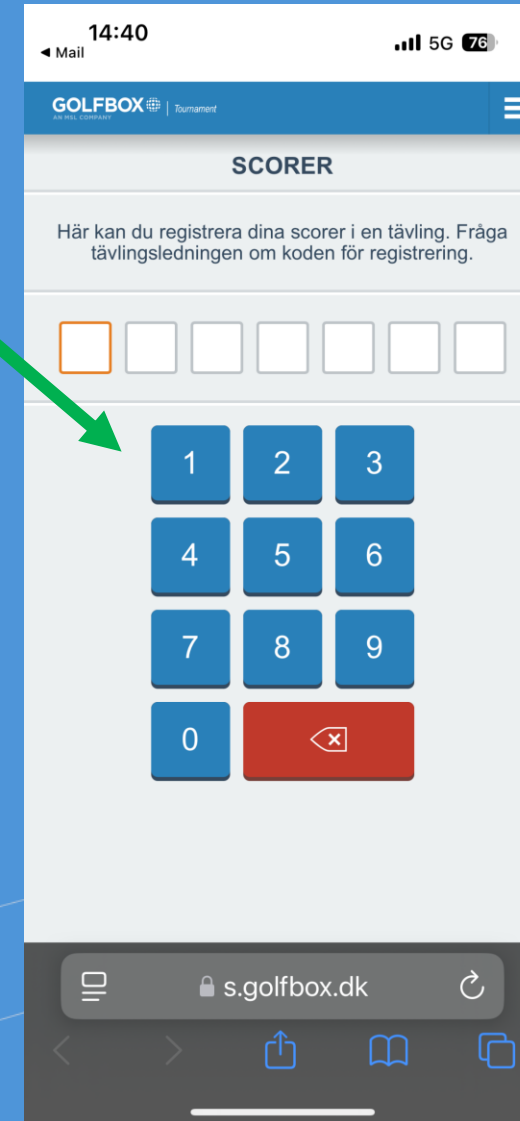 14:40
◀ Mail
5G 76
GOLFBOX | Tournament
AN MSL COMPANY
SCORER
Här kan du registrera dina scorer i en tävling. Fråga
tävlingsledningen om koden för registrering.
1 2 3
4 5 6
7 8 9
0
s.golfbox.dk